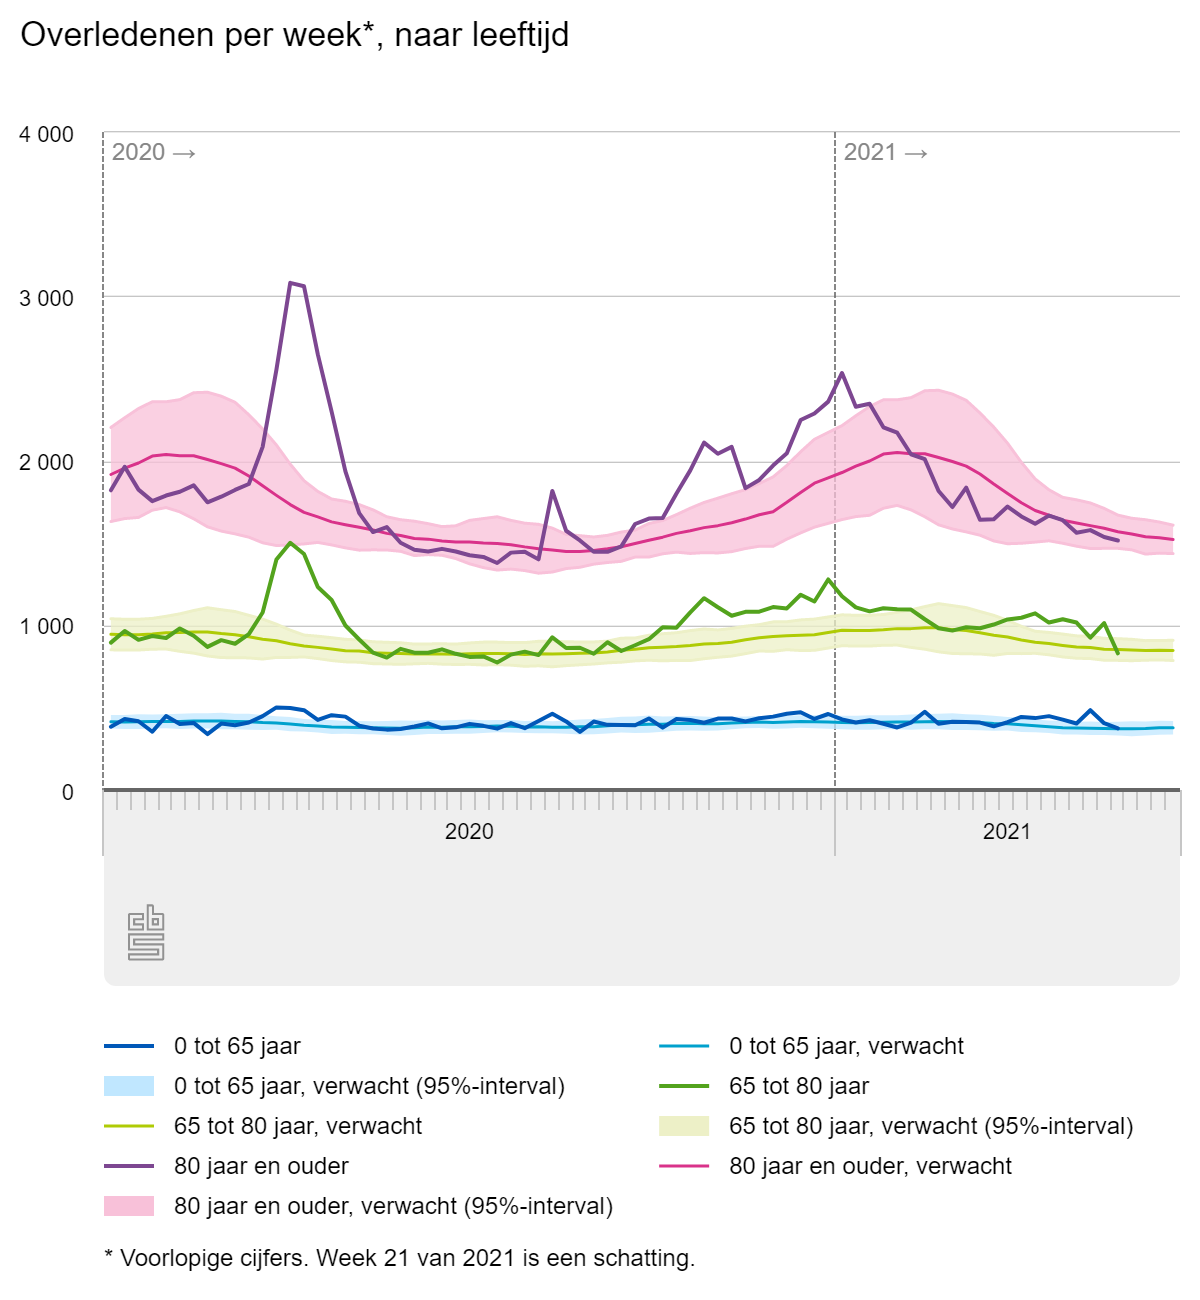 Overledenen per week*, naar leeftijd
4 000
2020 →
2021 →
3 000
2 000
1 000
0
2020
2021
cbs
0 tot 65 jaar
0 tot 65 jaar, verwacht
0 tot 65 jaar, verwacht (95%-interval)
65 tot 80 jaar
65 tot 80 jaar, verwacht
65 tot 80 jaar, verwacht (95%-interval)
80 jaar en ouder
80 jaar en ouder, verwacht
80 jaar en ouder, verwacht (95%-interval)
* Voorlopige cijfers. Week 21 van 2021 is een schatting.